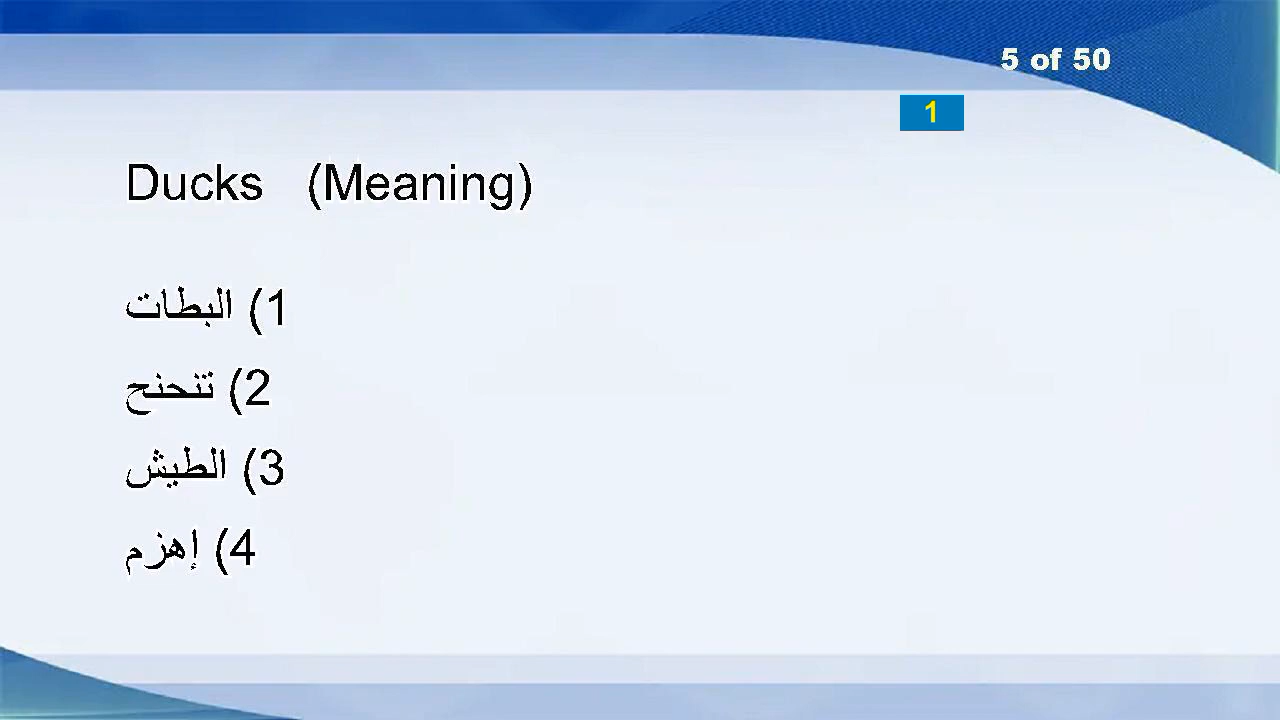 5 of 50
1
Ducks (Meaning)
1) البطات
2) تنحنح
3) الطيش
4) إهزم